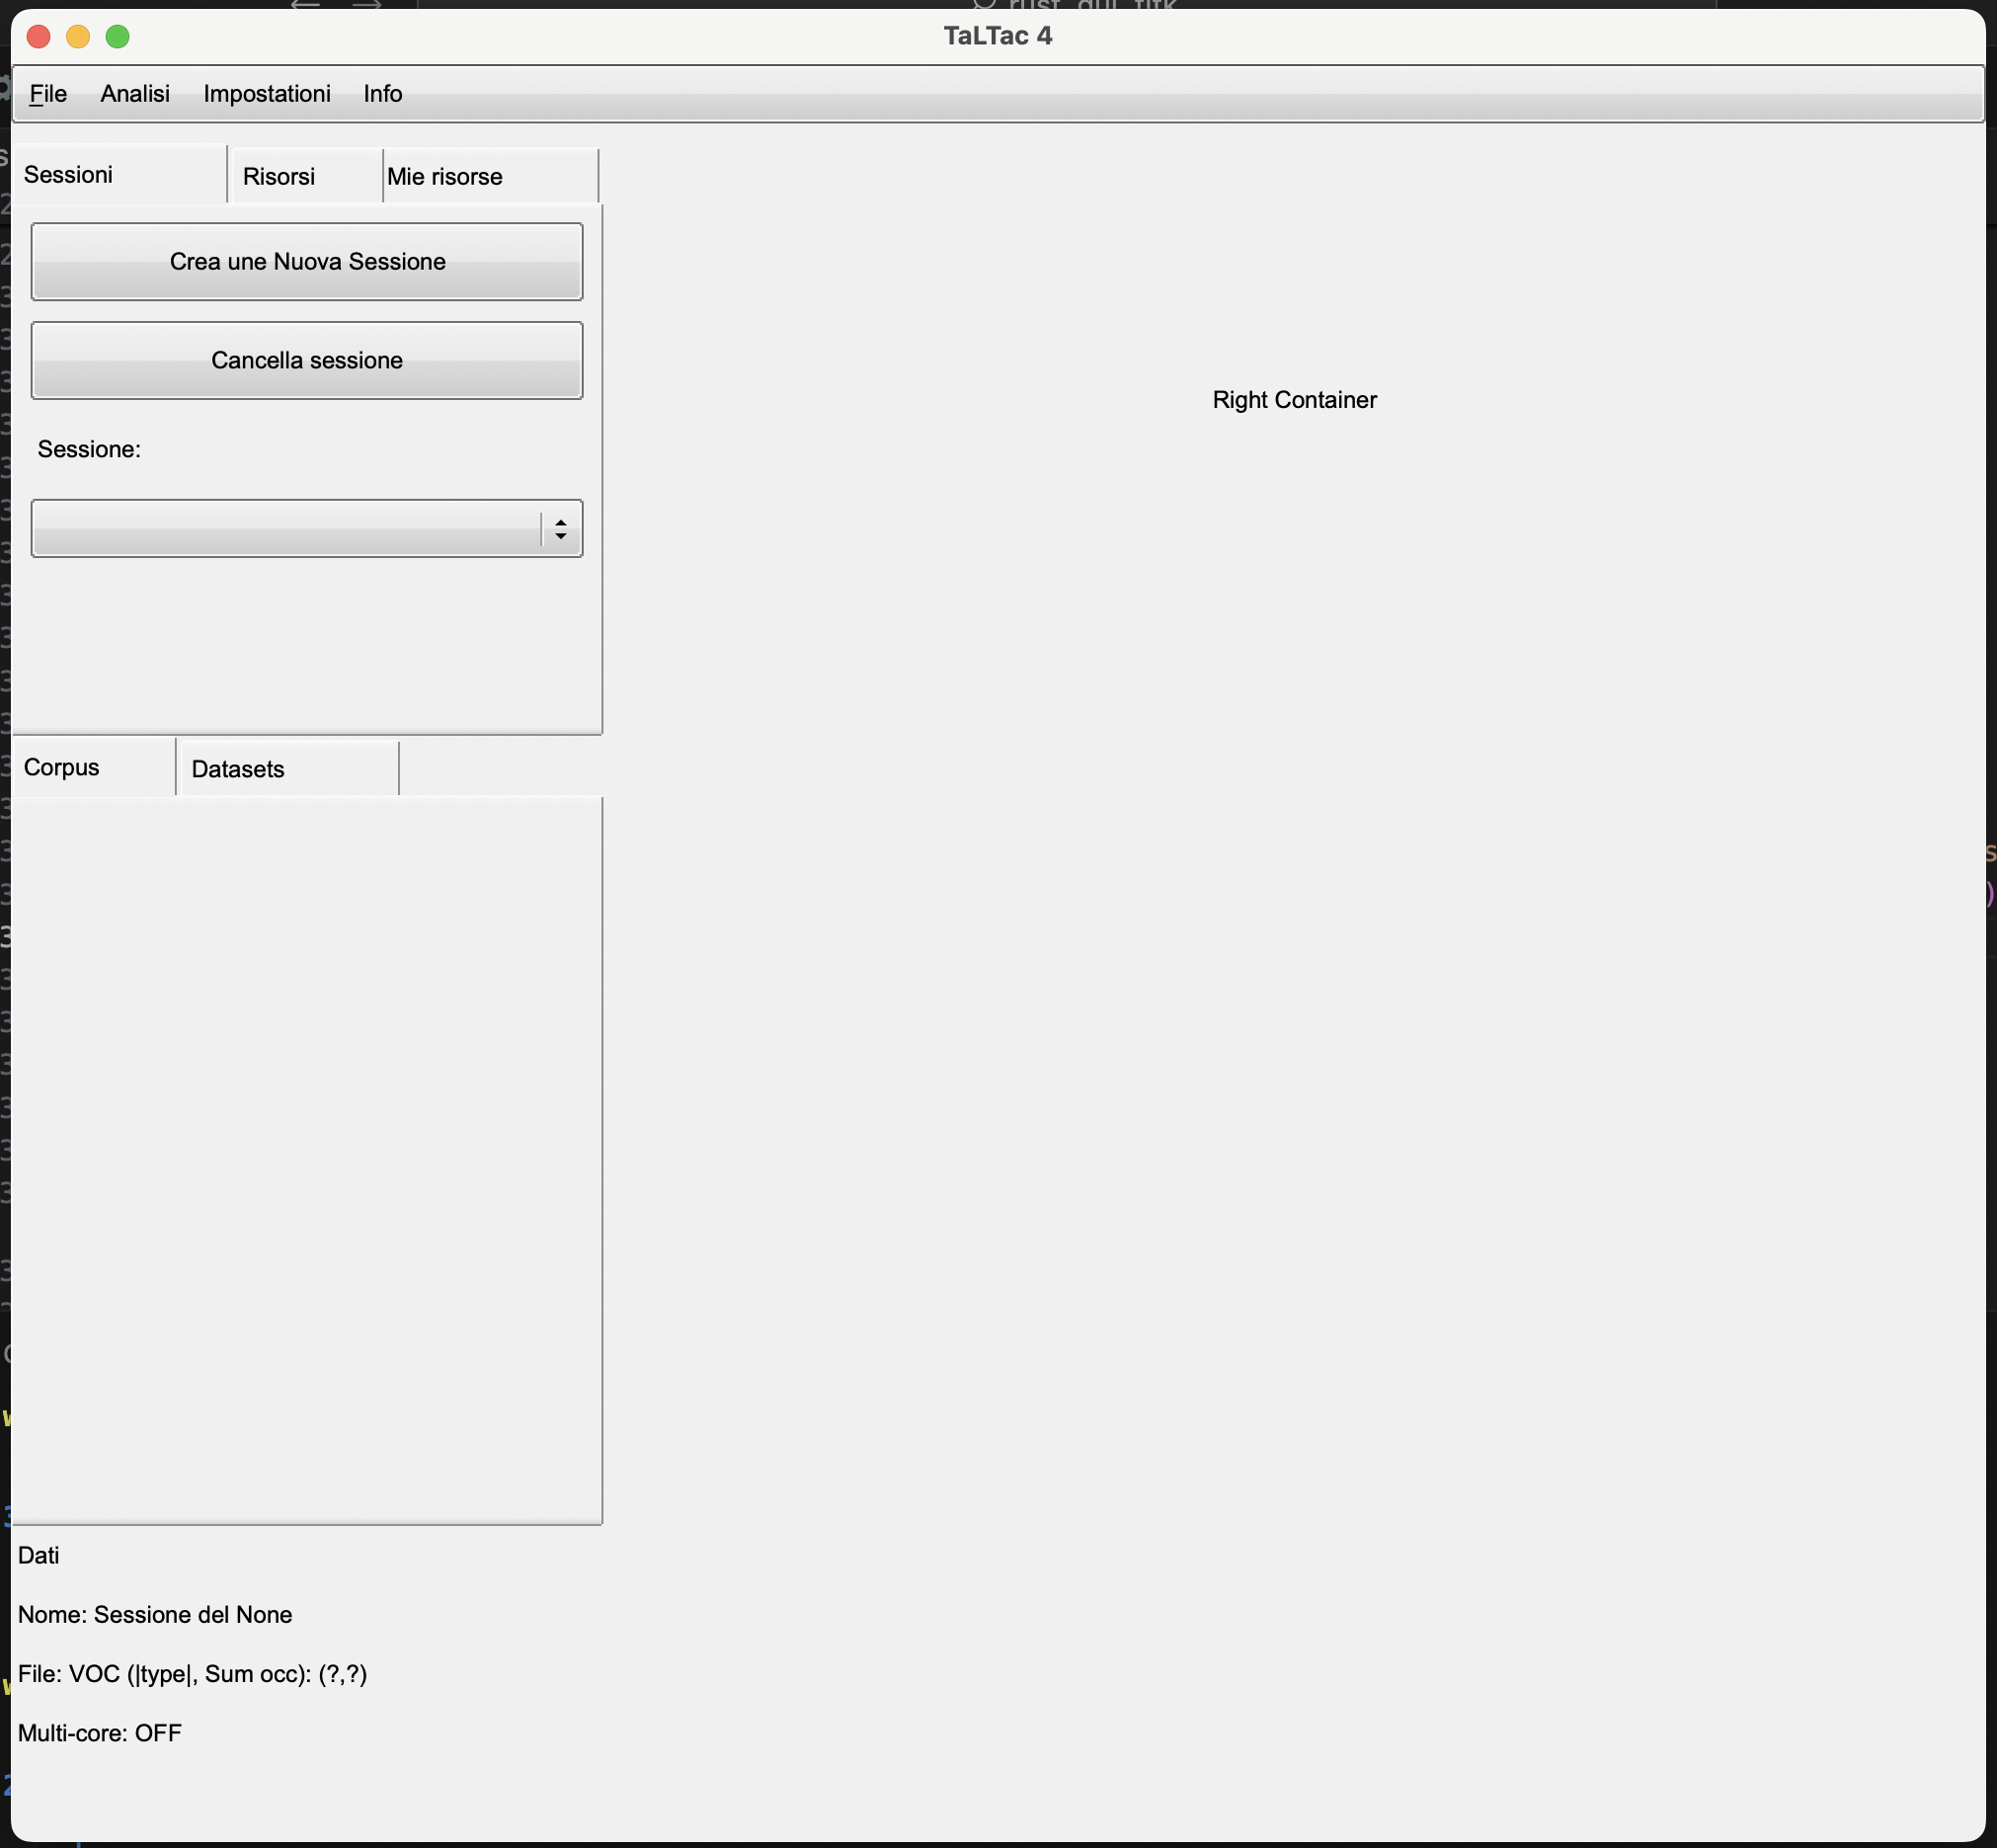 rust_gui_fltk
TaLTac 4
File Analisi Impostationi Info
Sessioni Risorsi Mie risorse
Crea une Nuova Sessione
Cancella sessione
Right Container
Sessione:
Corpus Datasets
Dati
Nome: Sessione del None
File: VOC (|type|, Sum occ): (?,?)
Multi-core: OFF